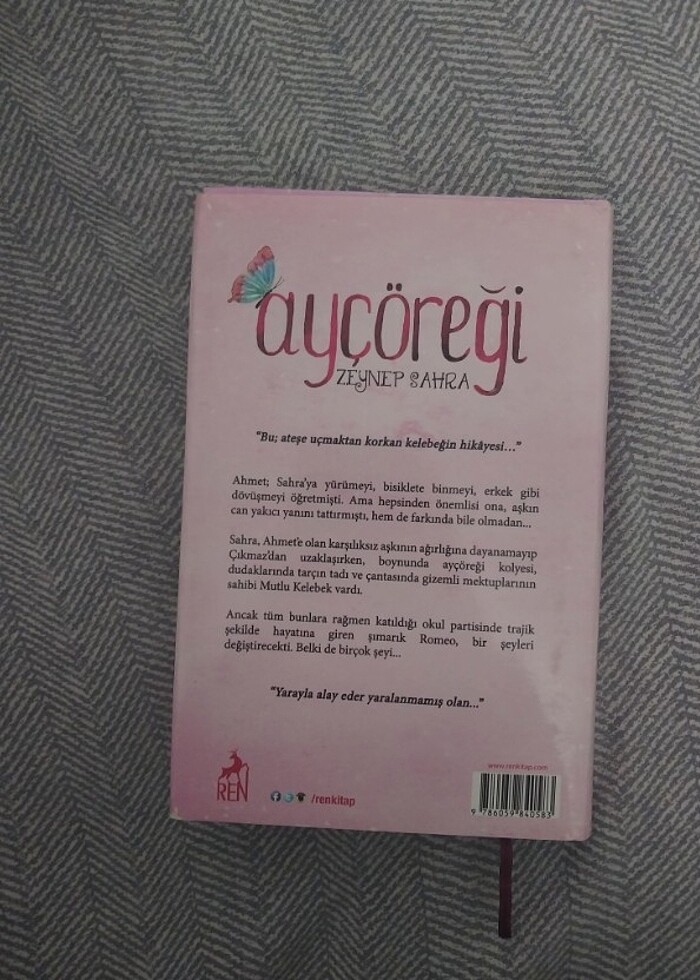 ayçöreği
ZEYNEP SAHRA
"Bu; ateşe uçmaktan korkan kelebeğin hikâyesi..."
Ahmet; Sahra'ya yürümeyi, bisiklete binmeyi, erkek gibi
dövüşmeyi öğretmişti. Ama hepsinden önemlisi ona, aşkın
can yakıcı yanını tattırmıştı, hem de farkında bile olmadan...
Sahra, Ahmet'e olan karşılıksız aşkının ağırlığına dayanamayıp
Çıkmaz'dan uzaklaşırken, boynunda ayçöreği kolyesi,
dudaklarında tarçın tadı ve çantasında gizemli mektuplarının
sahibi Mutlu Kelebek vardı.
Ancak tüm bunlara rağmen katıldığı okul partisinde trajik
şekilde hayatına giren şımarık Romeo, bir şeyleri
değiştirecekti. Belki de birçok şeyi...
"Yarayla alay eder yaralanmamış olan..."
REN
/renkitap
www.renkitap.com
9 786059 840583